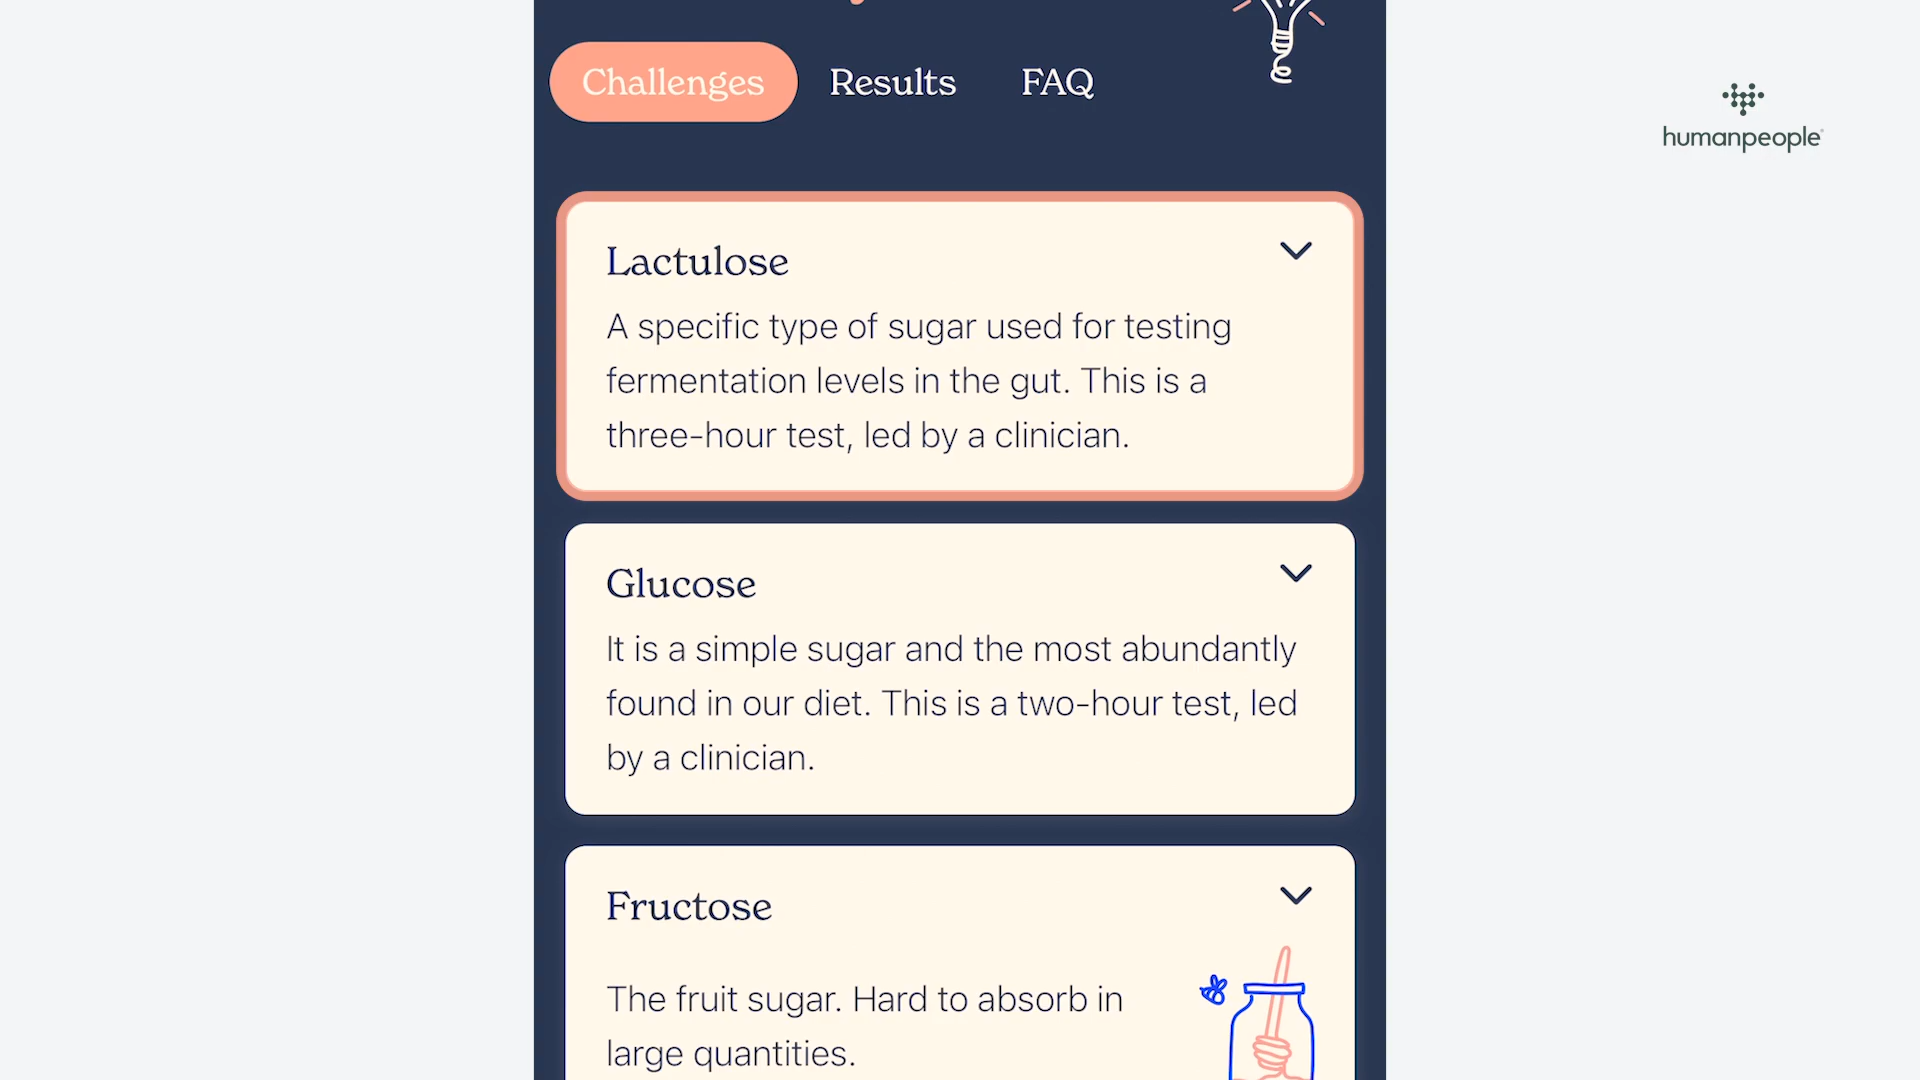 Challenges
Results
FAQ
humanpeople
Lactulose
A specific type of sugar used for testing
fermentation levels in the gut. This is a
three-hour test, led by a clinician.
Glucose
It is a simple sugar and the most abundantly
found in our diet. This is a two-hour test, led
by a clinician.
Fructose
The fruit sugar. Hard to absorb in
large quantities.